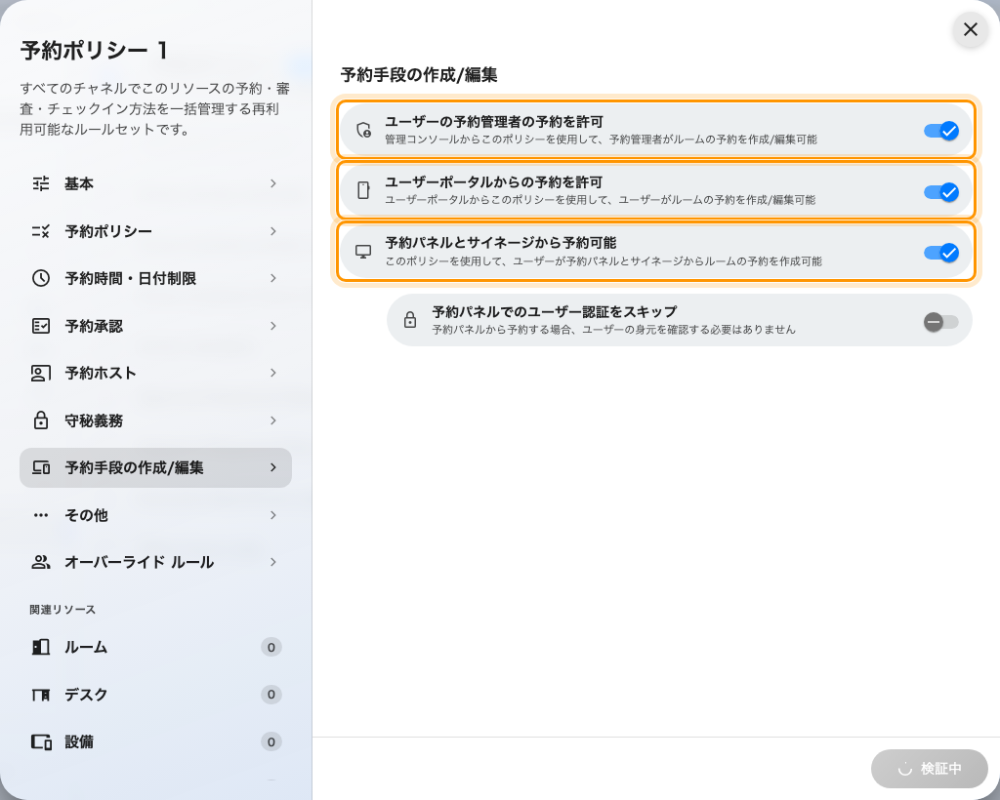 予約ポリシー 1
すべてのチャネルでこのリソースの予約・審
査・チェックイン方法を一括管理する再利
用可能なルールセットです。
基本
予約ポリシー
予約時間・日付制限
予約承認
予約ホスト
守秘義務
予約手段の作成/編集
その他
オーバーライド ルール
関連リソース
ルーム 0
デスク 0
設備 0
予約手段の作成/編集
ユーザーの予約管理者の予約を許可
管理コンソールからこのポリシーを使用して、予約管理者がルームの予約を作成/編集可能
ユーザーポータルからの予約を許可
ユーザーポータルからこのポリシーを使用して、ユーザーがルームの予約を作成/編集可能
予約パネルとサイネージから予約可能
このポリシーを使用して、ユーザーが予約パネルとサイネージからルームの予約を作成可能
予約パネルでのユーザー認証をスキップ
予約パネルから予約する場合、ユーザーの身元を確認する必要はありません
検証中